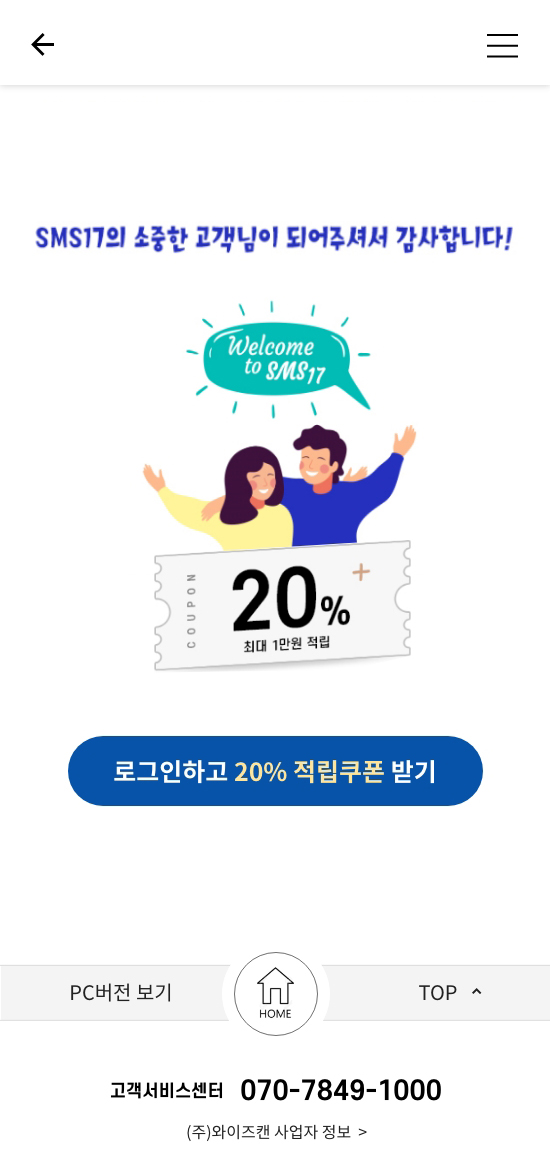 SMS17의 소중한 고객님이 되어주셔서 감사합니다!
Welcome
to SMS17
COUPON
20%
+
최대 1만원 적립
로그인하고 20% 적립쿠폰 받기
PC버전 보기
HOME
TOP
고객서비스센터 070-7849-1000
(주)와이즈캔 사업자 정보 >